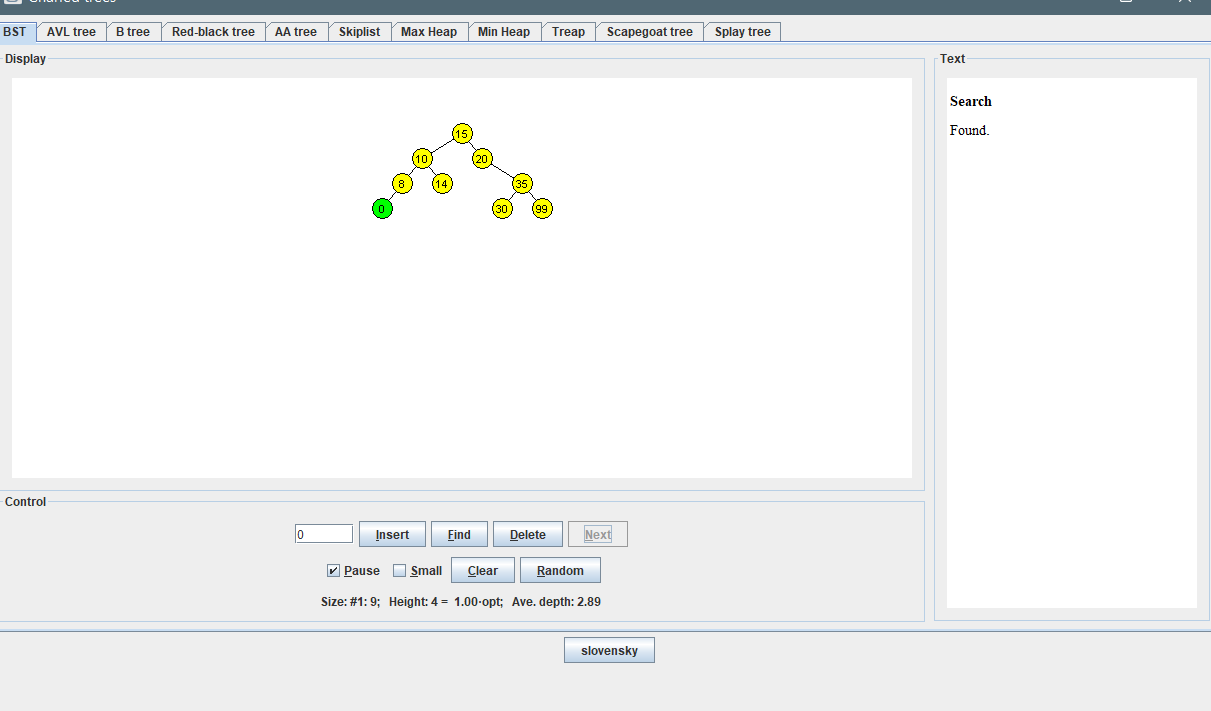 BST AVL tree B tree Red-black tree AA tree Skiplist Max Heap Min Heap Treap Scapegoat tree Splay tree
Display
15
10 20
8 14 35
0 30 99
Text
Search
Found.
Control
0 Insert Find Delete Next
Pause Small Clear Random
Size: #1: 9; Height: 4 = 1.00·opt; Ave. depth: 2.89
slovensky